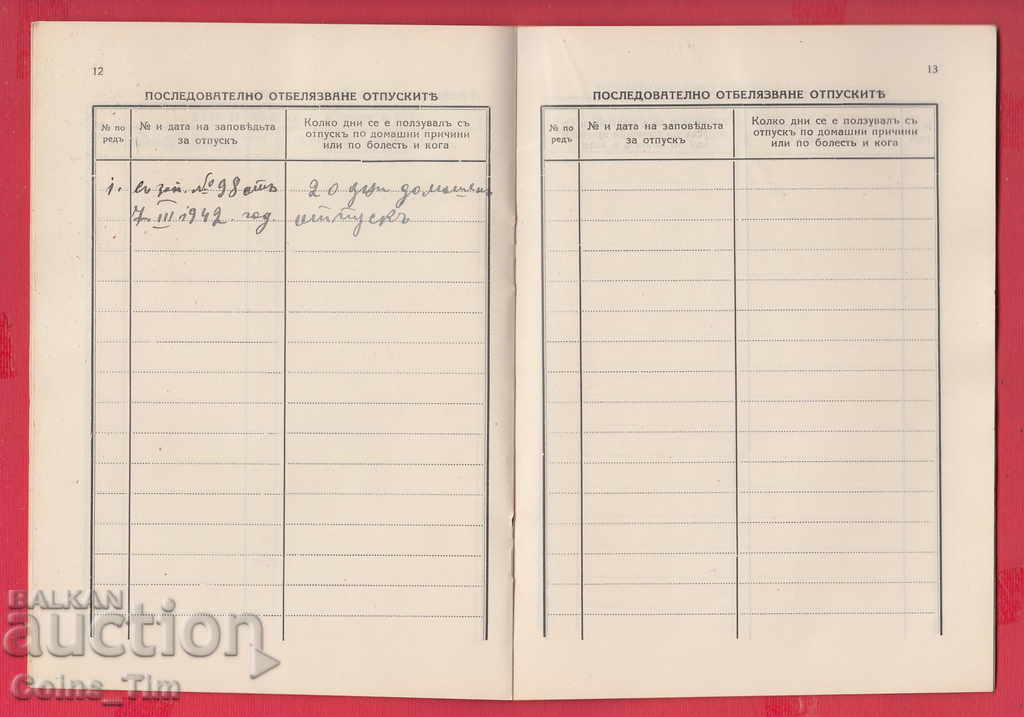 12
ПОСЛЕДОВАТЕЛНО ОТБЕЛЯЗВАНЕ ОТПУСКИТѢ
№ по редъ
№ и дата на заповѣдьта
за отпускъ
Колко дни се е ползувалъ съ
отпускъ по домашни причини
или по болесть и кога
1. Съ зап. № 98 отъ 20 дни домашенъ
7. III 1942. год. отпускъ
13
ПОСЛЕДОВАТЕЛНО ОТБЕЛЯЗВАНЕ ОТПУСКИТѢ
№ по редъ
№ и дата на заповѣдьта
за отпускъ
Колко дни се е ползувалъ съ
отпускъ по домашни причини
или по болесть и кога
BALKAN
auction
Coins_Tim